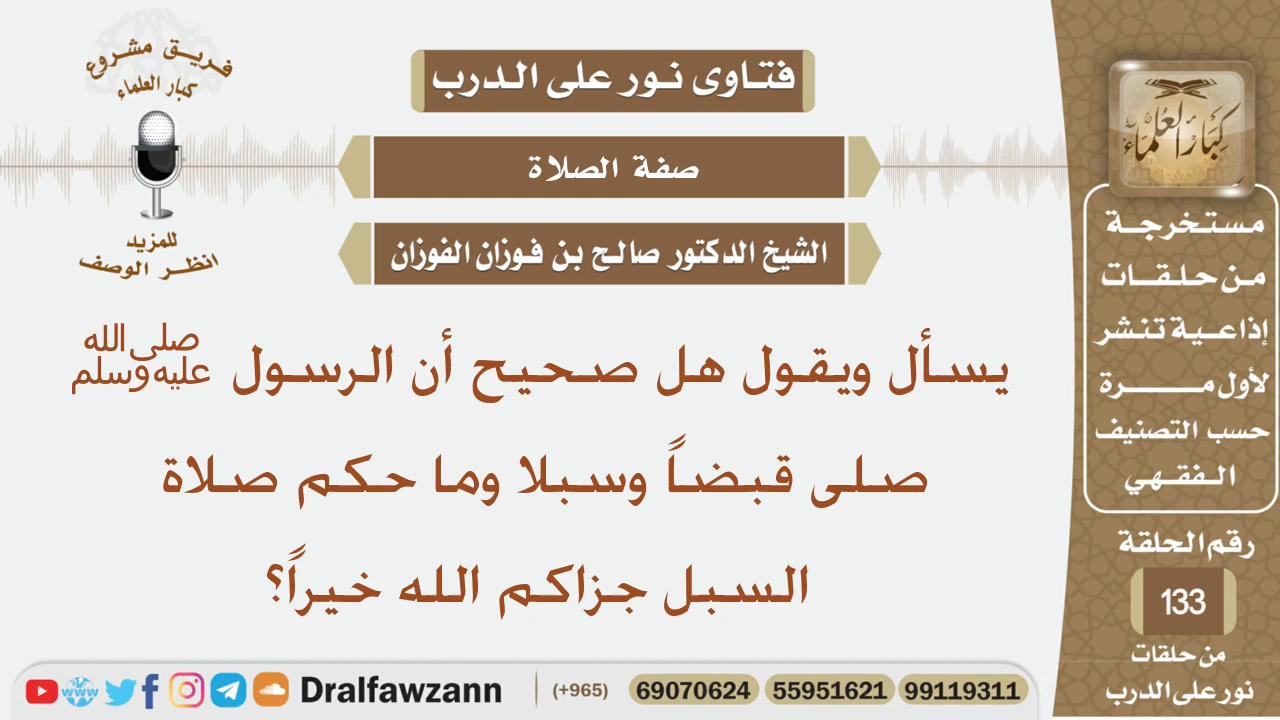 فريق مشروع
كبار العلماء
للمزيد
انظر الوصف
فتاوى نور على الدرب
صفة الصلاة
الشيخ الدكتور صالح بن فوزان الفوزان
يسأل ويقول هل صحيح أن الرسول صلى الله عليه وسلم
صلى قبضاً وسبلا وما حكم صلاة
السبل جزاكم الله خيراً؟
كبار العلماء
مستخرجة
من حلقات
إذاعية تنشر
لأول مرة
حسب التصنيف
الفقهي
رقم الحلقة
133
من حلقات
نور على الدرب
www Dralfawzann (+965) 69070624 55951621 99119311